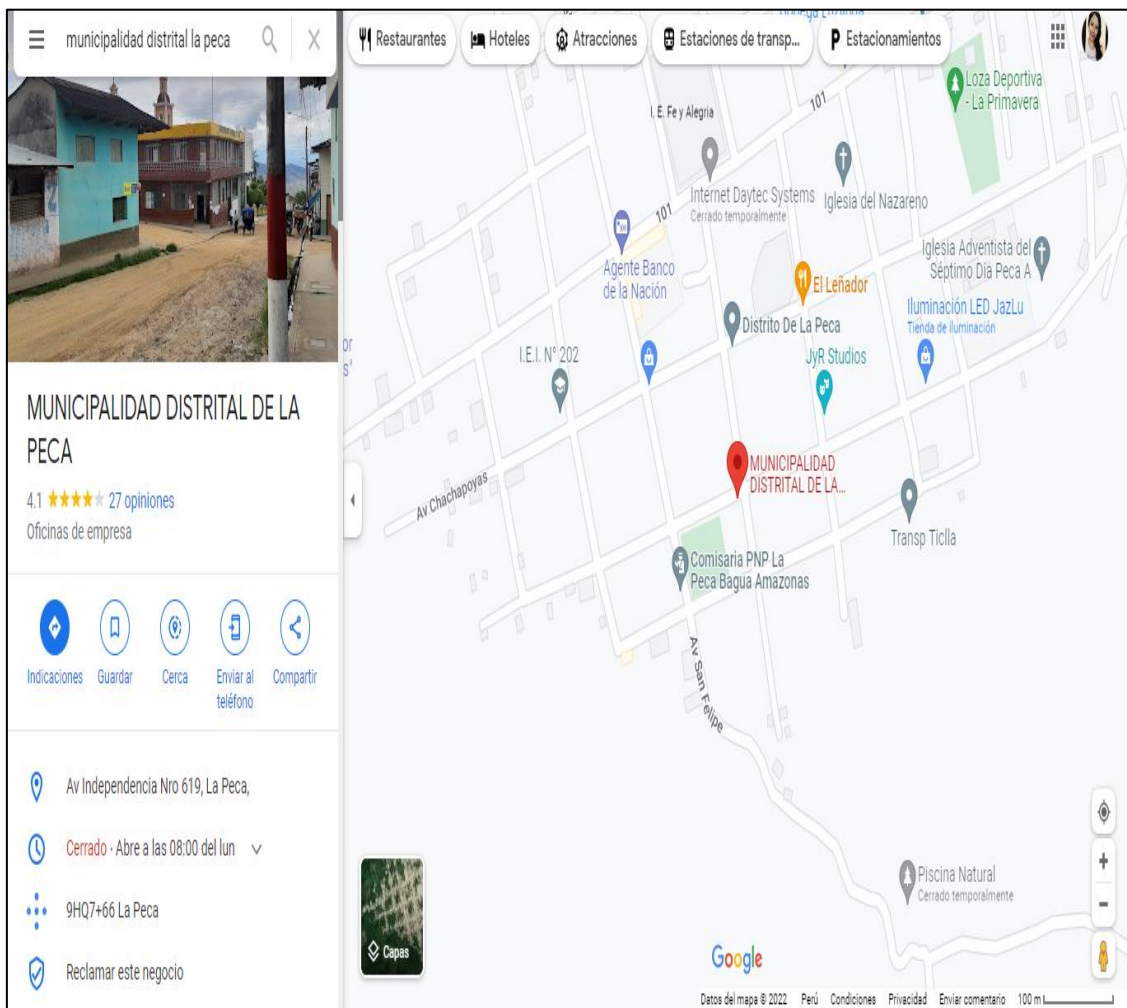 municipalidad distrital la peca
MUNICIPALIDAD DISTRITAL DE LA
PECA
4.1
27 opiniones
Oficinas de empresa
Indicaciones
Guardar
Cerca
Enviar al
teléfono
Compartir
Av Independencia Nro 619, La Peca,
Cerrado · Abre a las 08:00 del lun
9HQ7+66 La Peca
Reclamar este negocio
Restaurantes
Hoteles
Atracciones
Estaciones de transp...
P Estacionamientos
Loza Deportiva
- La Primavera
101
I.E. Fe y Alegria
Internet Daytec Systems
Cerrado temporalmente
Iglesia del Nazareno
101
Agente Banco
de la Nación
Iglesia Adventista del
Séptimo Dia Peca A
El Leñador
Iluminación LED JazLu
Tienda de iluminación
Distrito De La Peca
or
s"
I.E.I. N° 202
JyR Studios
MUNICIPALIDAD
DISTRITAL DE LA...
Av Chachapoyas
Transp Ticlla
Comisaria PNP La
Peca Bagua Amazonas
Av San Felipe
Piscina Natural
Cerrado temporalmente
Capas
Google
Datos del mapa © 2022
Perú
Condiciones
Privacidad
Enviar comentario
100 m